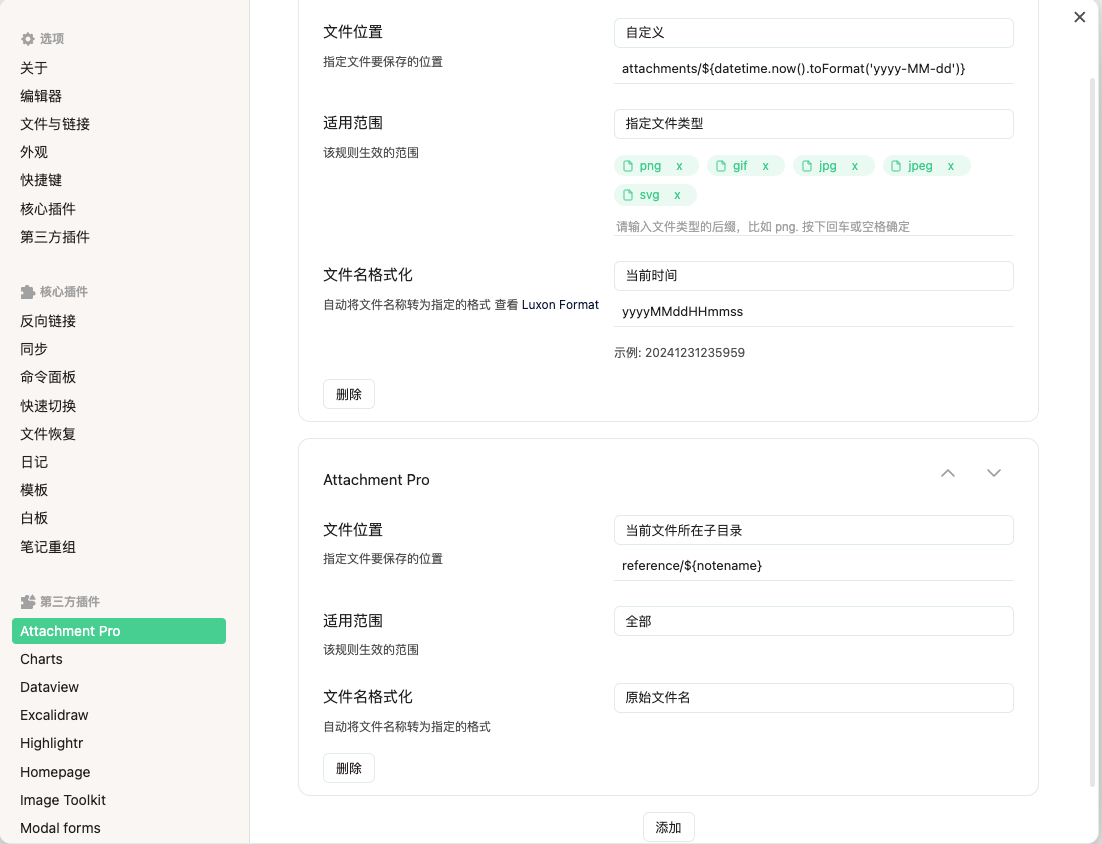 选项
关于
编辑器
文件与链接
外观
快捷键
核心插件
第三方插件
核心插件
反向链接
同步
命令面板
快速切换
文件恢复
日记
模板
白板
笔记重组
第三方插件
Attachment Pro
Charts
Dataview
Excalidraw
Highlightr
Homepage
Image Toolkit
Modal forms
文件位置
指定文件要保存的位置
自定义
attachments/${datetime.now().toFormat('yyyy-MM-dd')}
适用范围
该规则生效的范围
指定文件类型
png x gif x jpg x jpeg x
svg x
请输入文件类型的后缀，比如 png. 按下回车或空格确定
文件名格式化
自动将文件名称转为指定的格式 查看 Luxon Format
当前时间
yyyyMMddHHmmss
示例: 20241231235959
删除
Attachment Pro
文件位置
指定文件要保存的位置
当前文件所在子目录
reference/${notename}
适用范围
该规则生效的范围
全部
文件名格式化
自动将文件名称转为指定的格式
原始文件名
删除
添加